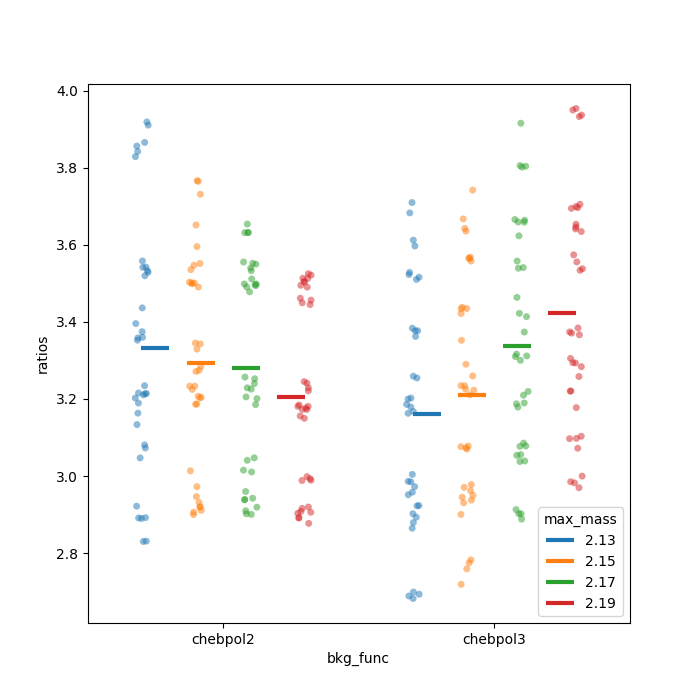 4.0
3.8
3.6
3.4
3.2
3.0
2.8
ratios
chebpol2
chebpol3
bkg_func
max_mass
2.13
2.15
2.17
2.19